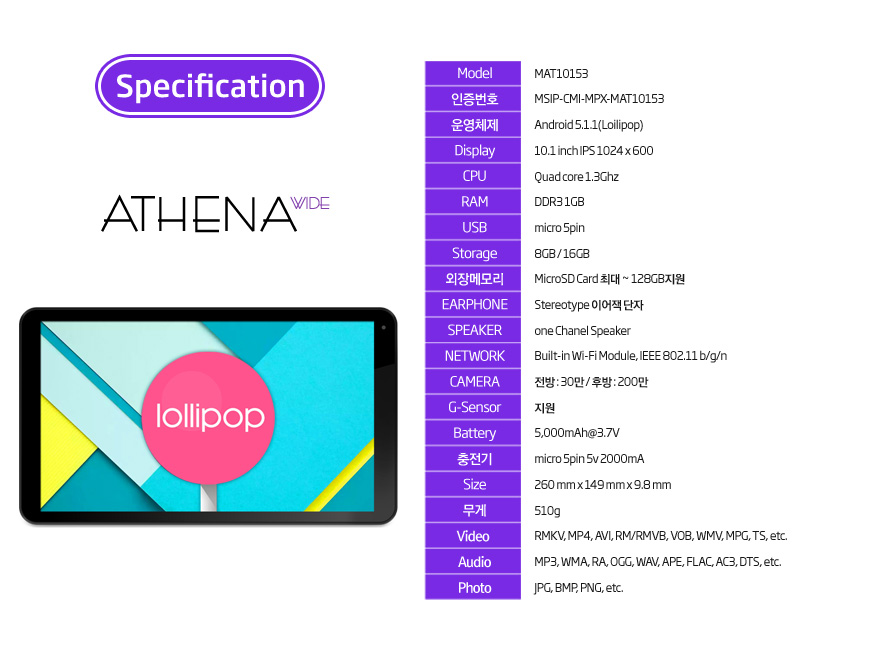 Specification
ATHENA WIDE
lollipop
Model MAT10153
인증번호 MSIP-CMI-MPX-MAT10153
운영체제 Android 5.1.1(Loilipop)
Display 10.1 inch IPS 1024 x 600
CPU Quad core 1.3Ghz
RAM DDR3 1GB
USB micro 5pin
Storage 8GB / 16GB
외장메모리 MicroSD Card 최대 ~ 128GB지원
EARPHONE Stereotype 이어잭 단자
SPEAKER one Chanel Speaker
NETWORK Built-in Wi-Fi Module, IEEE 802.11 b/g/n
CAMERA 전방 : 30만 / 후방 : 200만
G-Sensor 지원
Battery 5,000mAh@3.7V
충전기 micro 5pin 5v 2000mA
Size 260 mm x 149 mm x 9.8 mm
무게 510g
Video RMKV, MP4, AVI, RM/RMVB, VOB, WMV, MPG, TS, etc.
Audio MP3, WMA, RA, OGG, WAV, APE, FLAC, AC3, DTS, etc.
Photo JPG, BMP, PNG, etc.